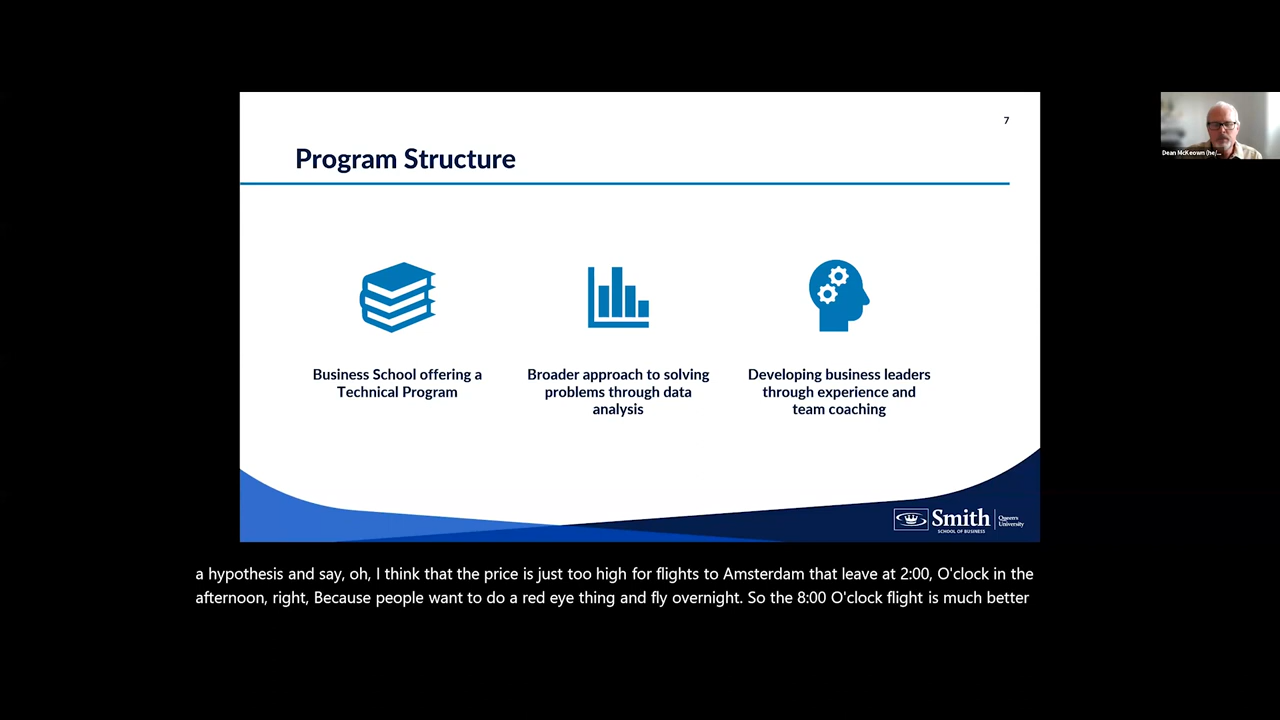 7
Program Structure
Business School offering a
Technical Program
Broader approach to solving
problems through data
analysis
Developing business leaders
through experience and
team coaching
Smith
SCHOOL OF BUSINESS
Queen's
University
Dean McKeown (he/...
a hypothesis and say, oh, I think that the price is just too high for flights to Amsterdam that leave at 2:00, O'clock in the
afternoon, right, Because people want to do a red eye thing and fly overnight. So the 8:00 O'clock flight is much better